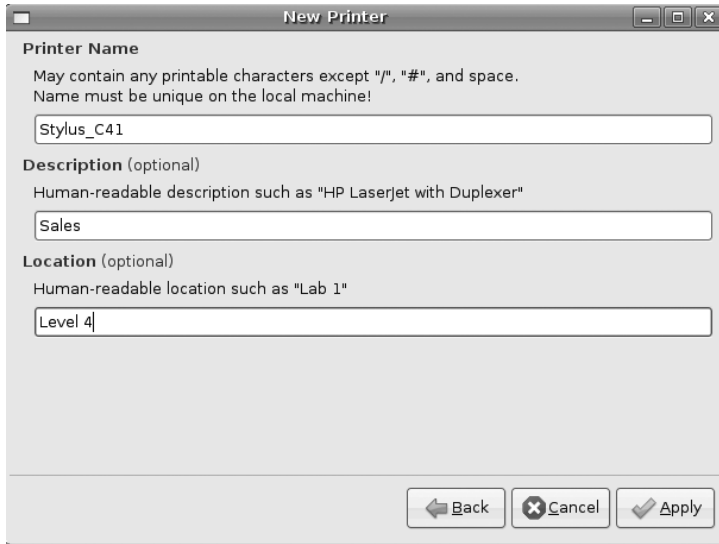 New Printer
Printer Name
May contain any printable characters except "/", "#", and space.
Name must be unique on the local machine!
Stylus_C41
Description (optional)
Human-readable description such as "HP LaserJet with Duplexer"
Sales
Location (optional)
Human-readable location such as "Lab 1"
Level 4
Back Cancel Apply